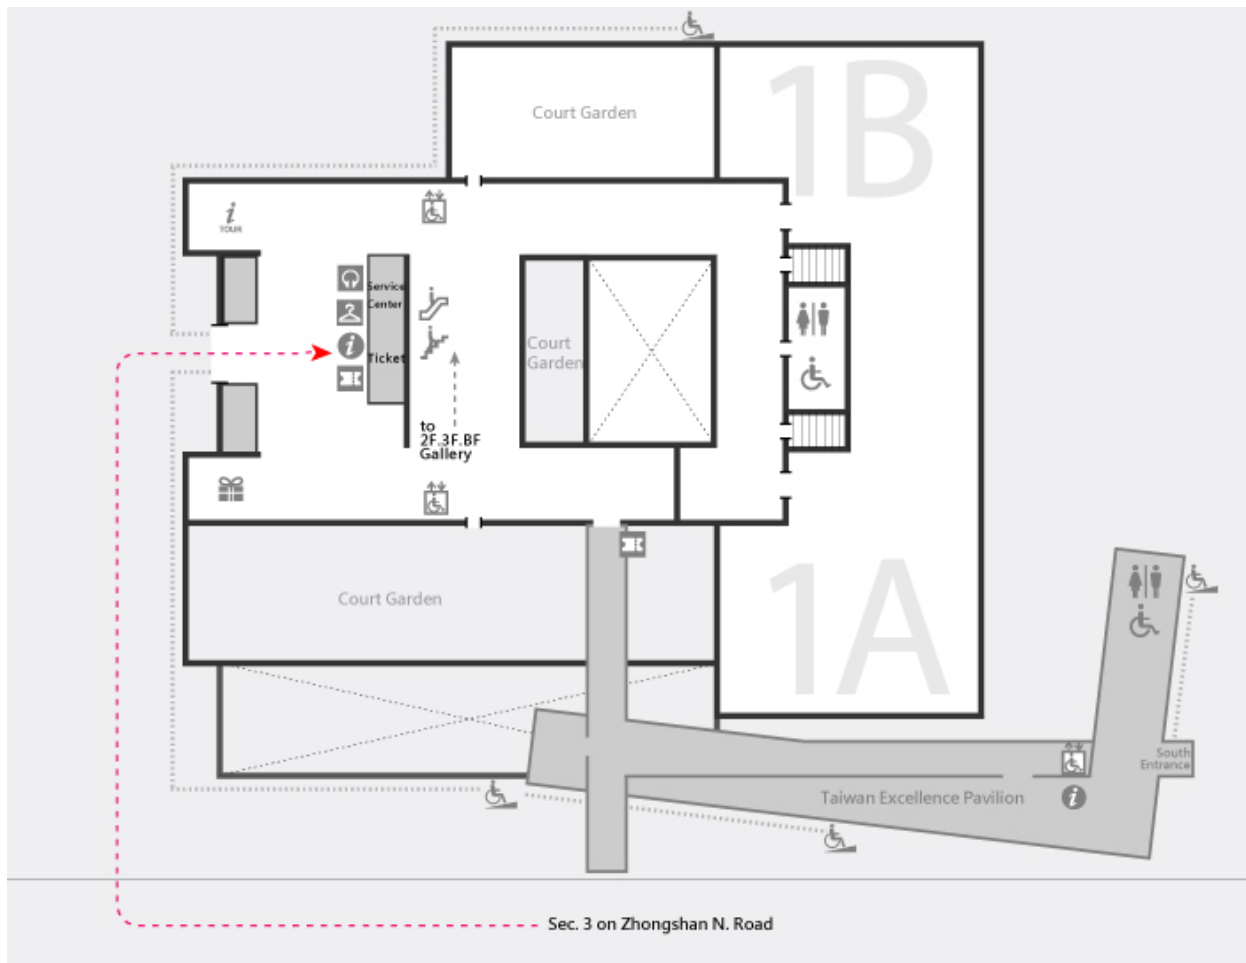 Court Garden
1B
i
TOUR
Service
Center
i
Ticket
Court
Garden
to
2F.3F.BF
Gallery
Court Garden
1A
South
Entrance
Taiwan Excellence Pavilion
i
Sec. 3 on Zhongshan N. Road